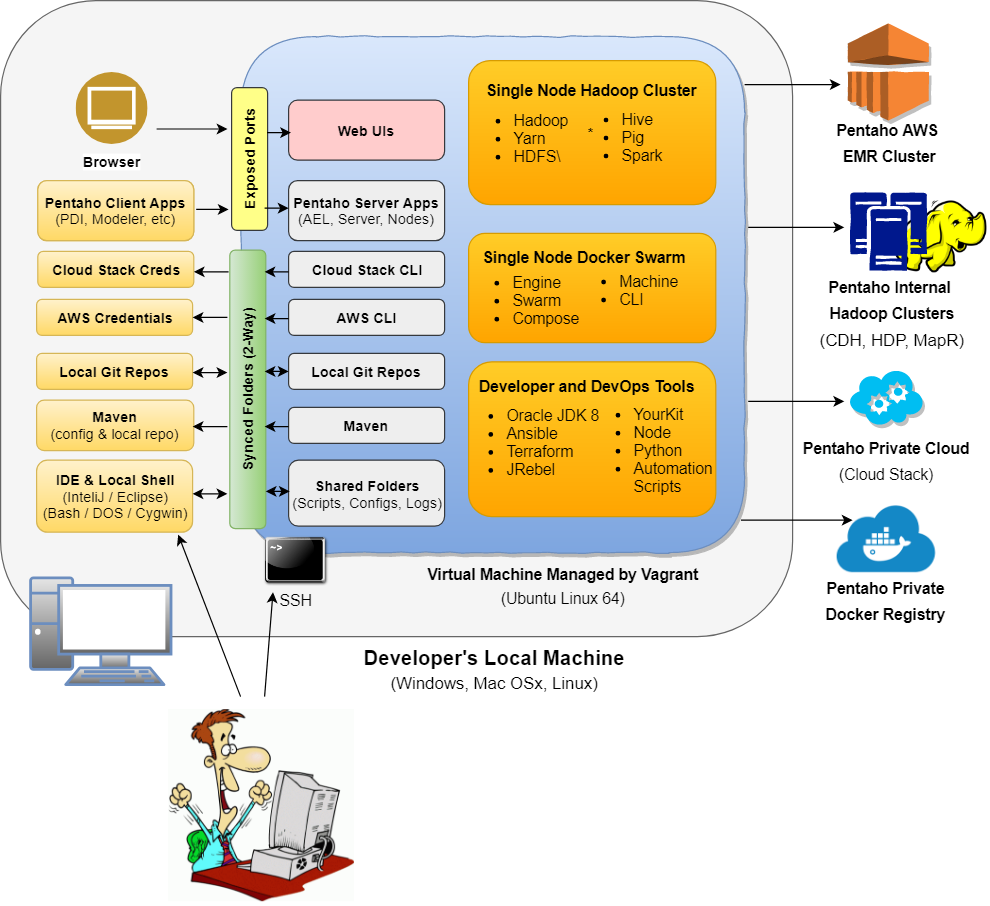 Browser
Pentaho Client Apps
(PDI, Modeler, etc)
Cloud Stack Creds
AWS Credentials
Local Git Repos
Maven
(config & local repo)
IDE & Local Shell
(InteliJ / Eclipse)
(Bash / DOS / Cygwin)
Exposed Ports
Synced Folders (2-Way)
Web UIs
Pentaho Server Apps
(AEL, Server, Nodes)
Cloud Stack CLI
AWS CLI
Local Git Repos
Maven
Shared Folders
(Scripts, Configs, Logs)
Single Node Hadoop Cluster
• Hadoop
• Yarn
• HDFS\
*
• Hive
• Pig
• Spark
Single Node Docker Swarm
• Engine
• Swarm
• Compose
• Machine
• CLI
Developer and DevOps Tools
• Oracle JDK 8
• Ansible
• Terraform
• JRebel
• YourKit
• Node
• Python
• Automation
Scripts
~>
SSH
Virtual Machine Managed by Vagrant
(Ubuntu Linux 64)
Developer's Local Machine
(Windows, Mac OSx, Linux)
Pentaho AWS
EMR Cluster
Pentaho Internal
Hadoop Clusters
(CDH, HDP, MapR)
Pentaho Private Cloud
(Cloud Stack)
Pentaho Private
Docker Registry